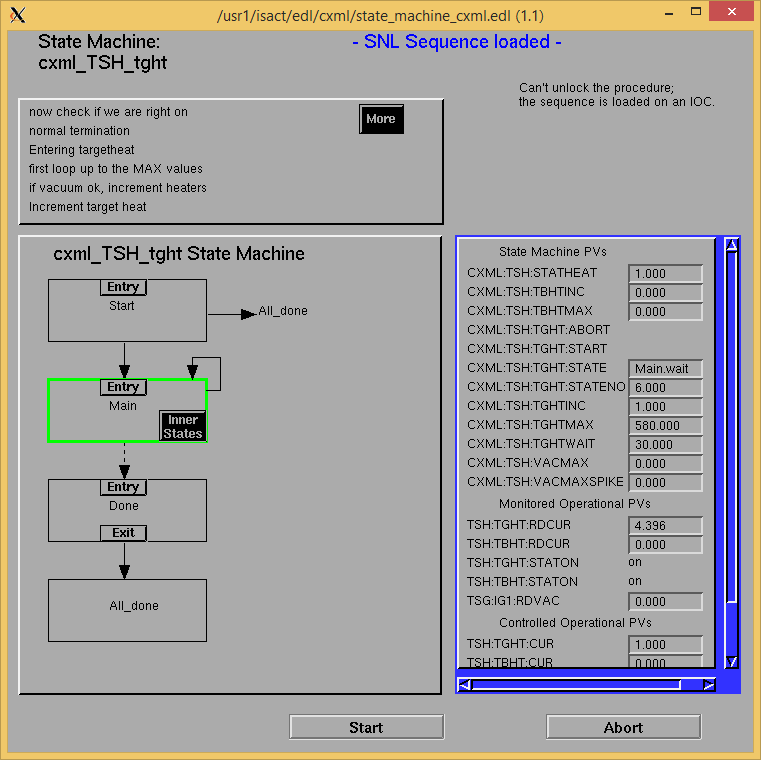 /usr1/isact/edl/cxml/state_machine_cxml.edl (1.1)
State Machine:
- SNL Sequence loaded -
cxml_TSH_tght
Can't unlock the procedure;
the sequence is loaded on an IOC.
now check if we are right on
More
normal termination
Entering targetheat
first loop up to the MAX values
if vacuum ok, increment heaters
Increment target heat
cxml_TSH_tght State Machine
Entry
Start
All_done
Entry
Main
Inner
States
Entry
Done
Exit
All_done
State Machine PVs
CXML:TSH:STATHEAT 1.000
CXML:TSH:TBHTINC 0.000
CXML:TSH:TBHTMAX 0.000
CXML:TSH:TGHT:ABORT
CXML:TSH:TGHT:START
CXML:TSH:TGHT:STATE Main.wait
CXML:TSH:TGHT:STATENO 6.000
CXML:TSH:TGHTINC 1.000
CXML:TSH:TGHTMAX 580.000
CXML:TSH:TGHTWAIT 30.000
CXML:TSH:VACMAX 0.000
CXML:TSH:VACMAXSPIKE 0.000
Monitored Operational PVs
TSH:TGHT:RDCUR 4.396
TSH:TBHT:RDCUR 0.000
TSH:TGHT:STATON on
TSH:TBHT:STATON on
TSG:IG1:RDVAC 0.000
Controlled Operational PVs
TSH:TGHT:CUR 1.000
TSH:TBHT:CUR 0.000
Start
Abort